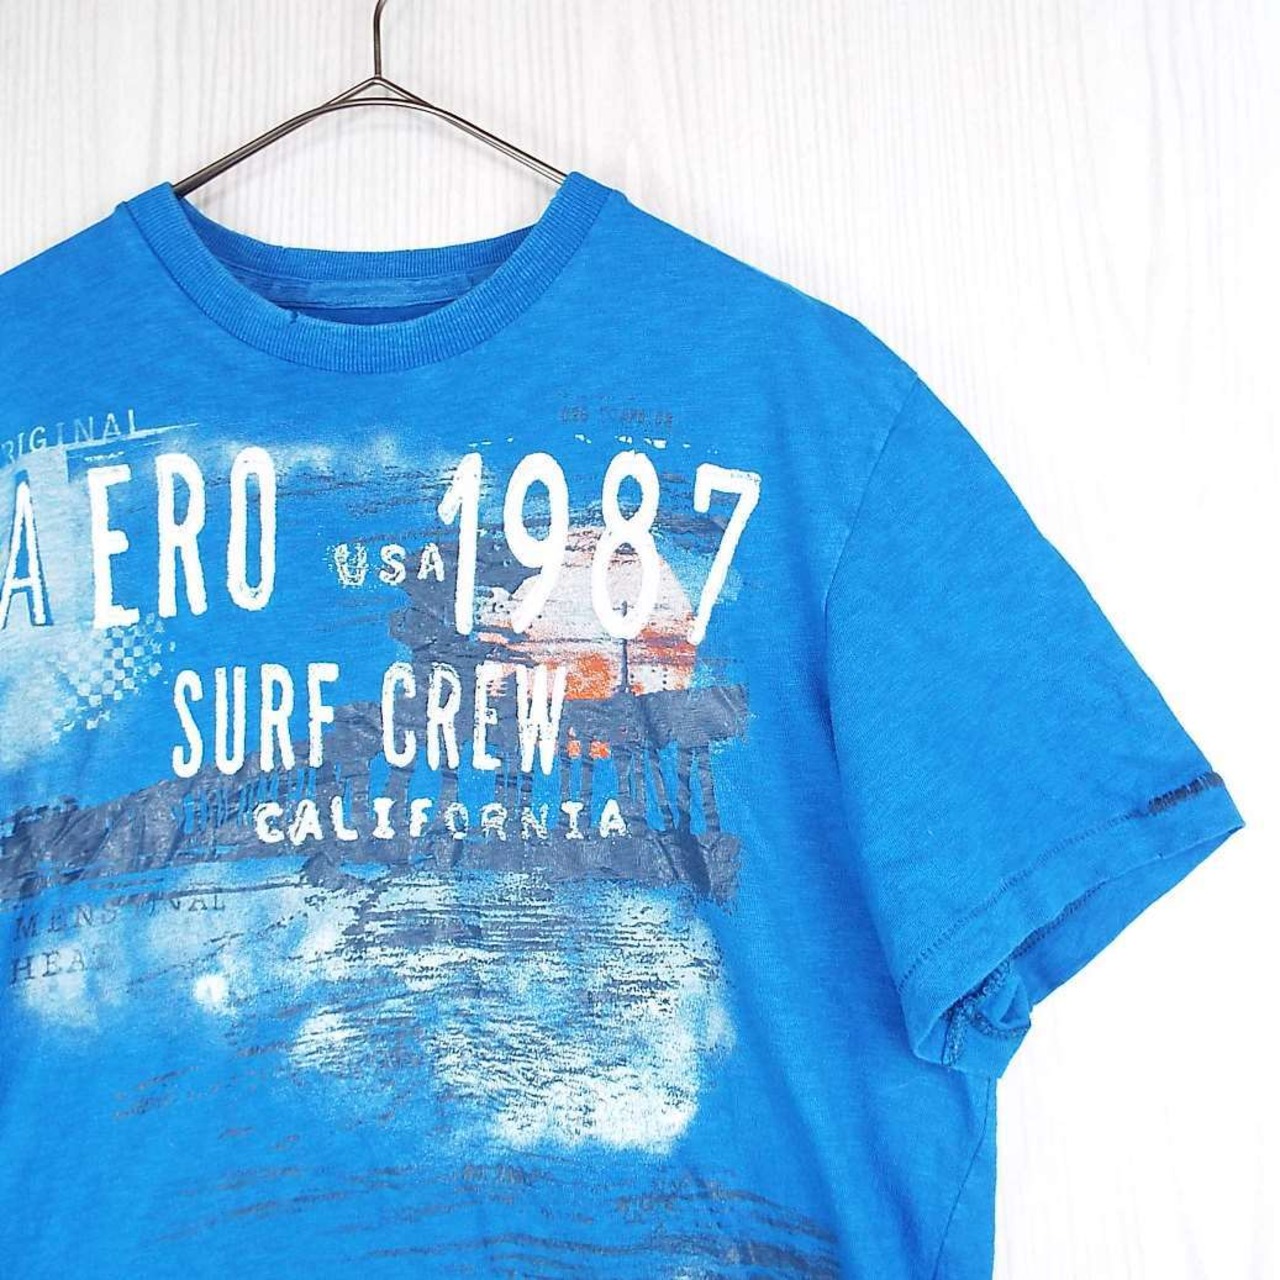 RIGINAL
AERO USA 1987
SURF CREW
CALIFORNIA